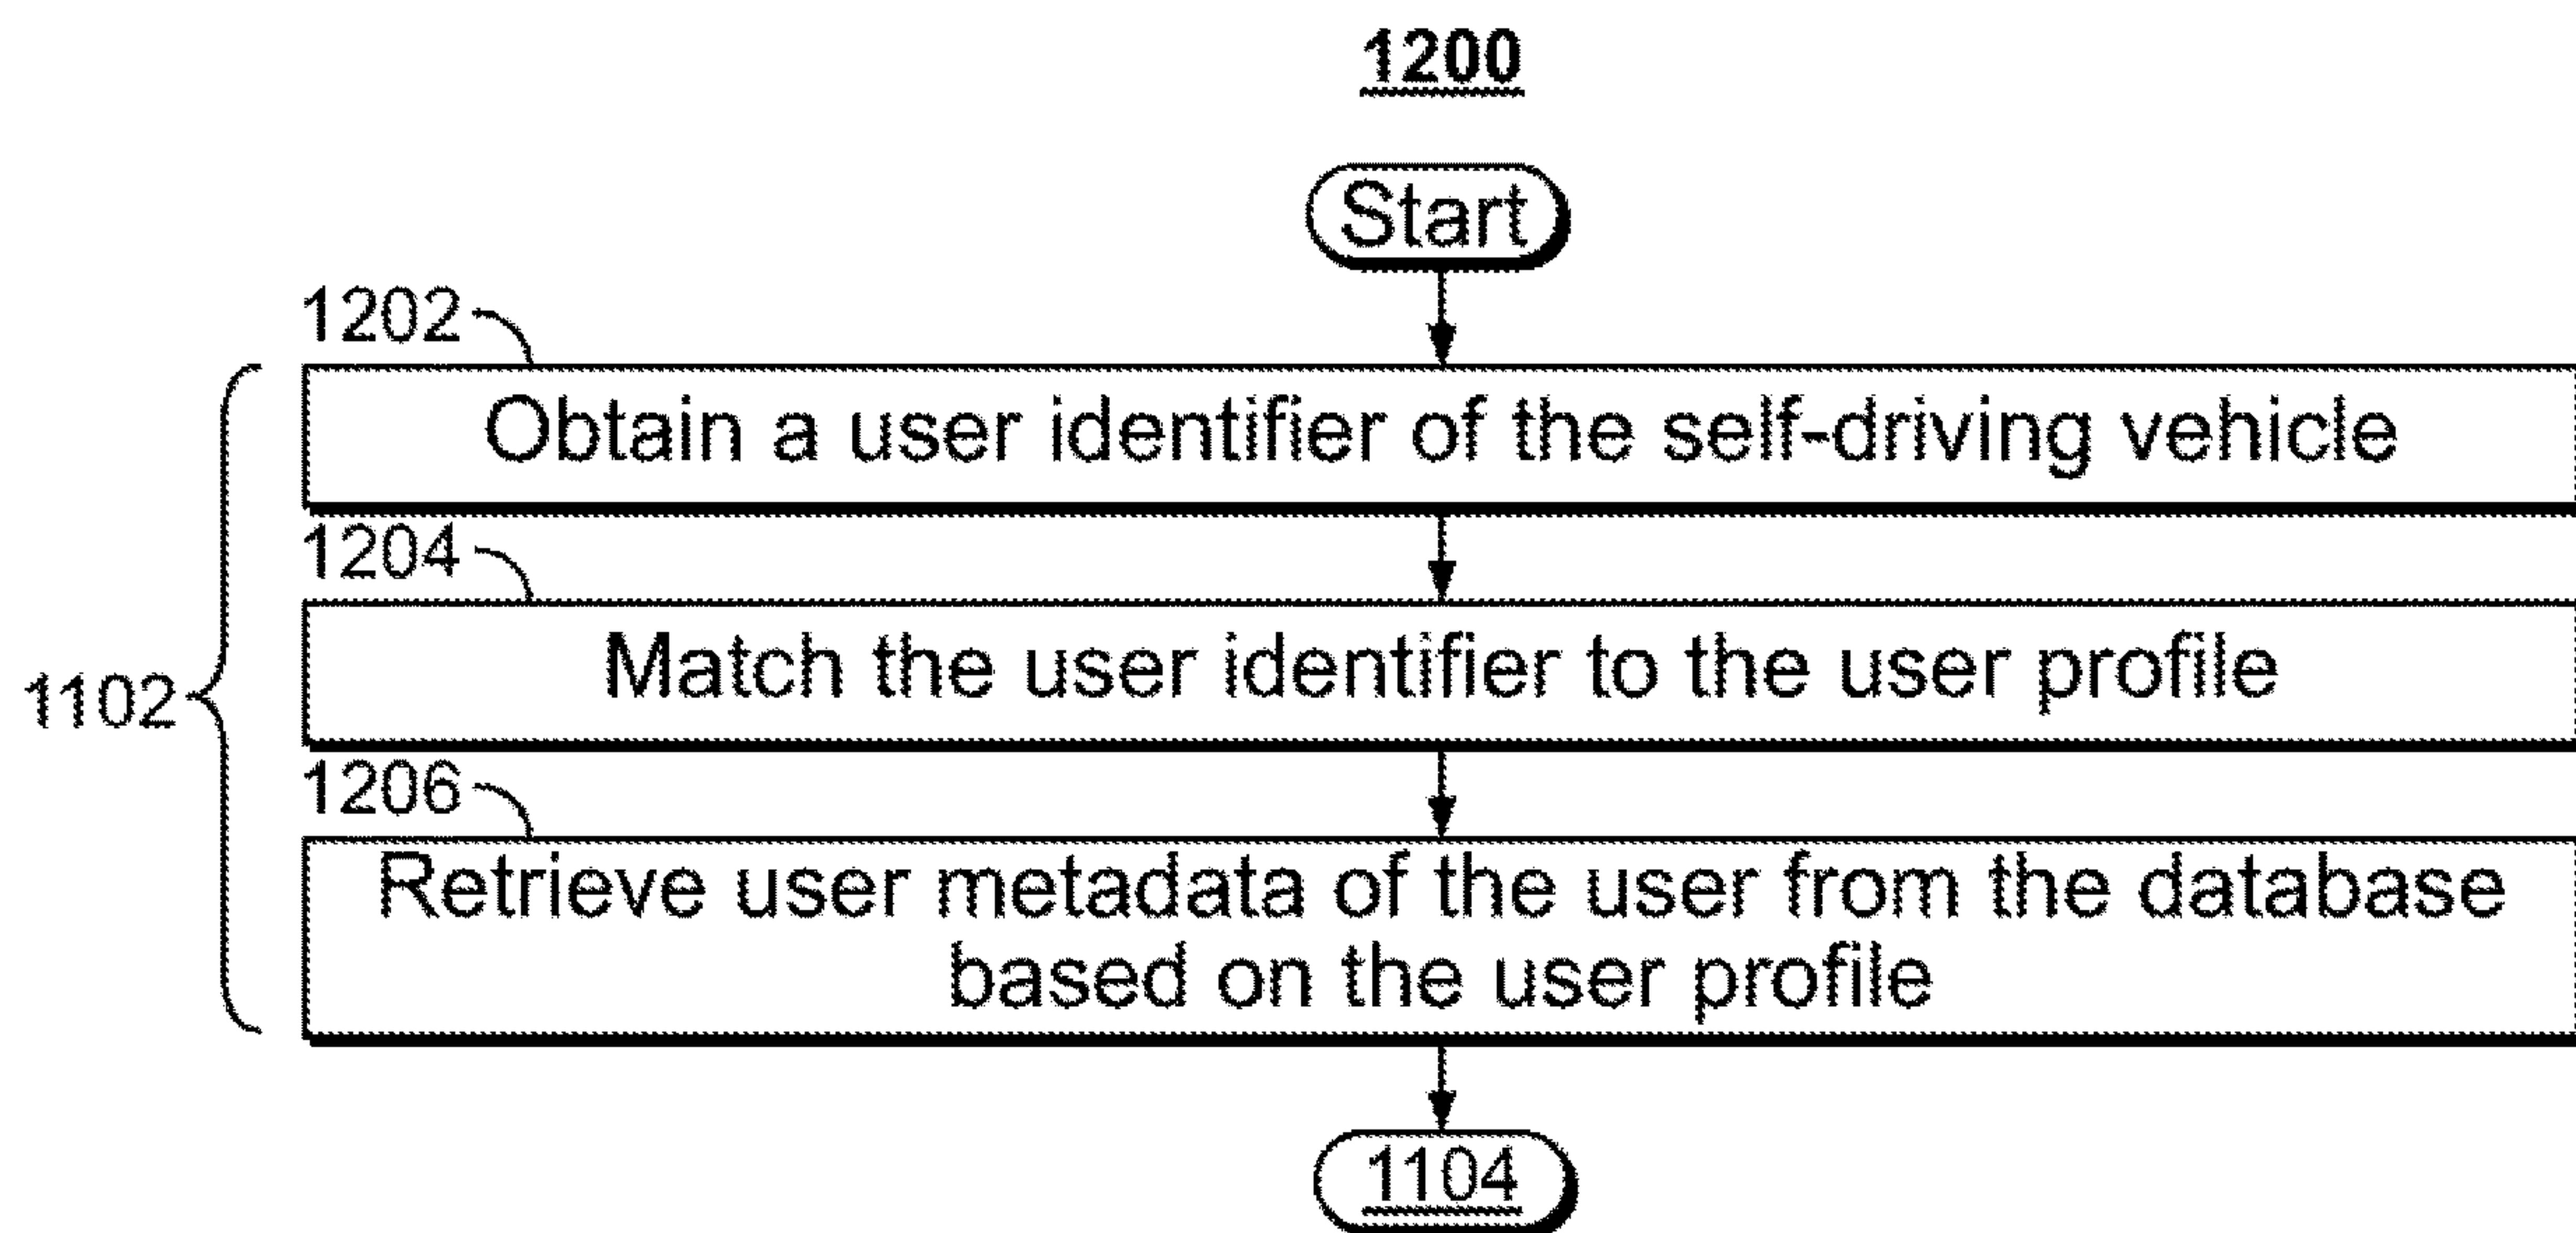 1200
Start
1202
Obtain a user identifier of the self-driving vehicle
1204
Match the user identifier to the user profile
1102
1206
Retrieve user metadata of the user from the database
based on the user profile
1104